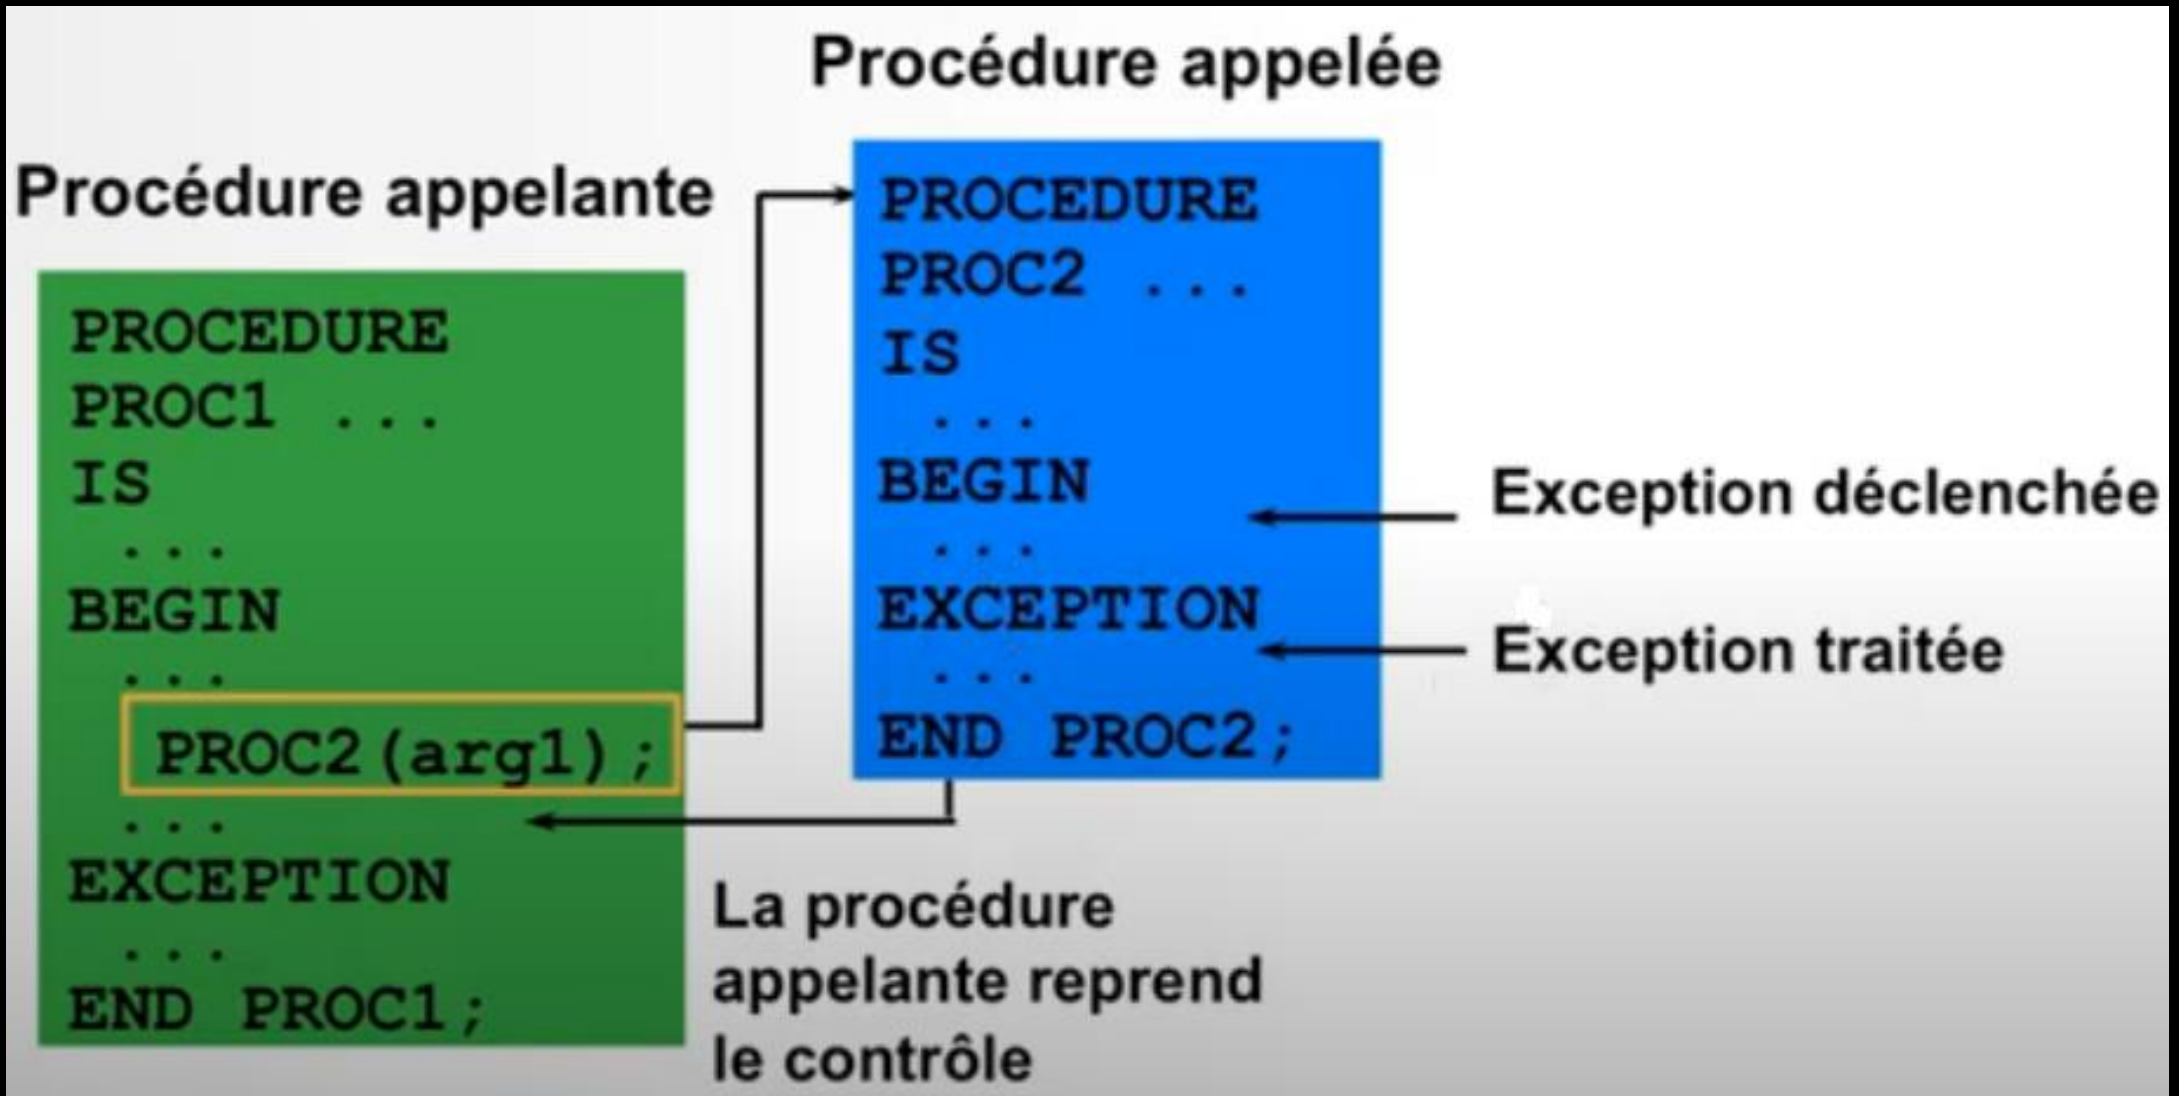 Procédure appelée
Procédure appelante
PROCEDURE
PROC1 ...
IS
...
BEGIN
...
PROC2(arg1);
...
EXCEPTION
...
END PROC1;
PROCEDURE
PROC2 ...
IS
...
BEGIN
...
EXCEPTION
...
END PROC2;
Exception déclenchée
Exception traitée
La procédure
appelante reprend
le contrôle